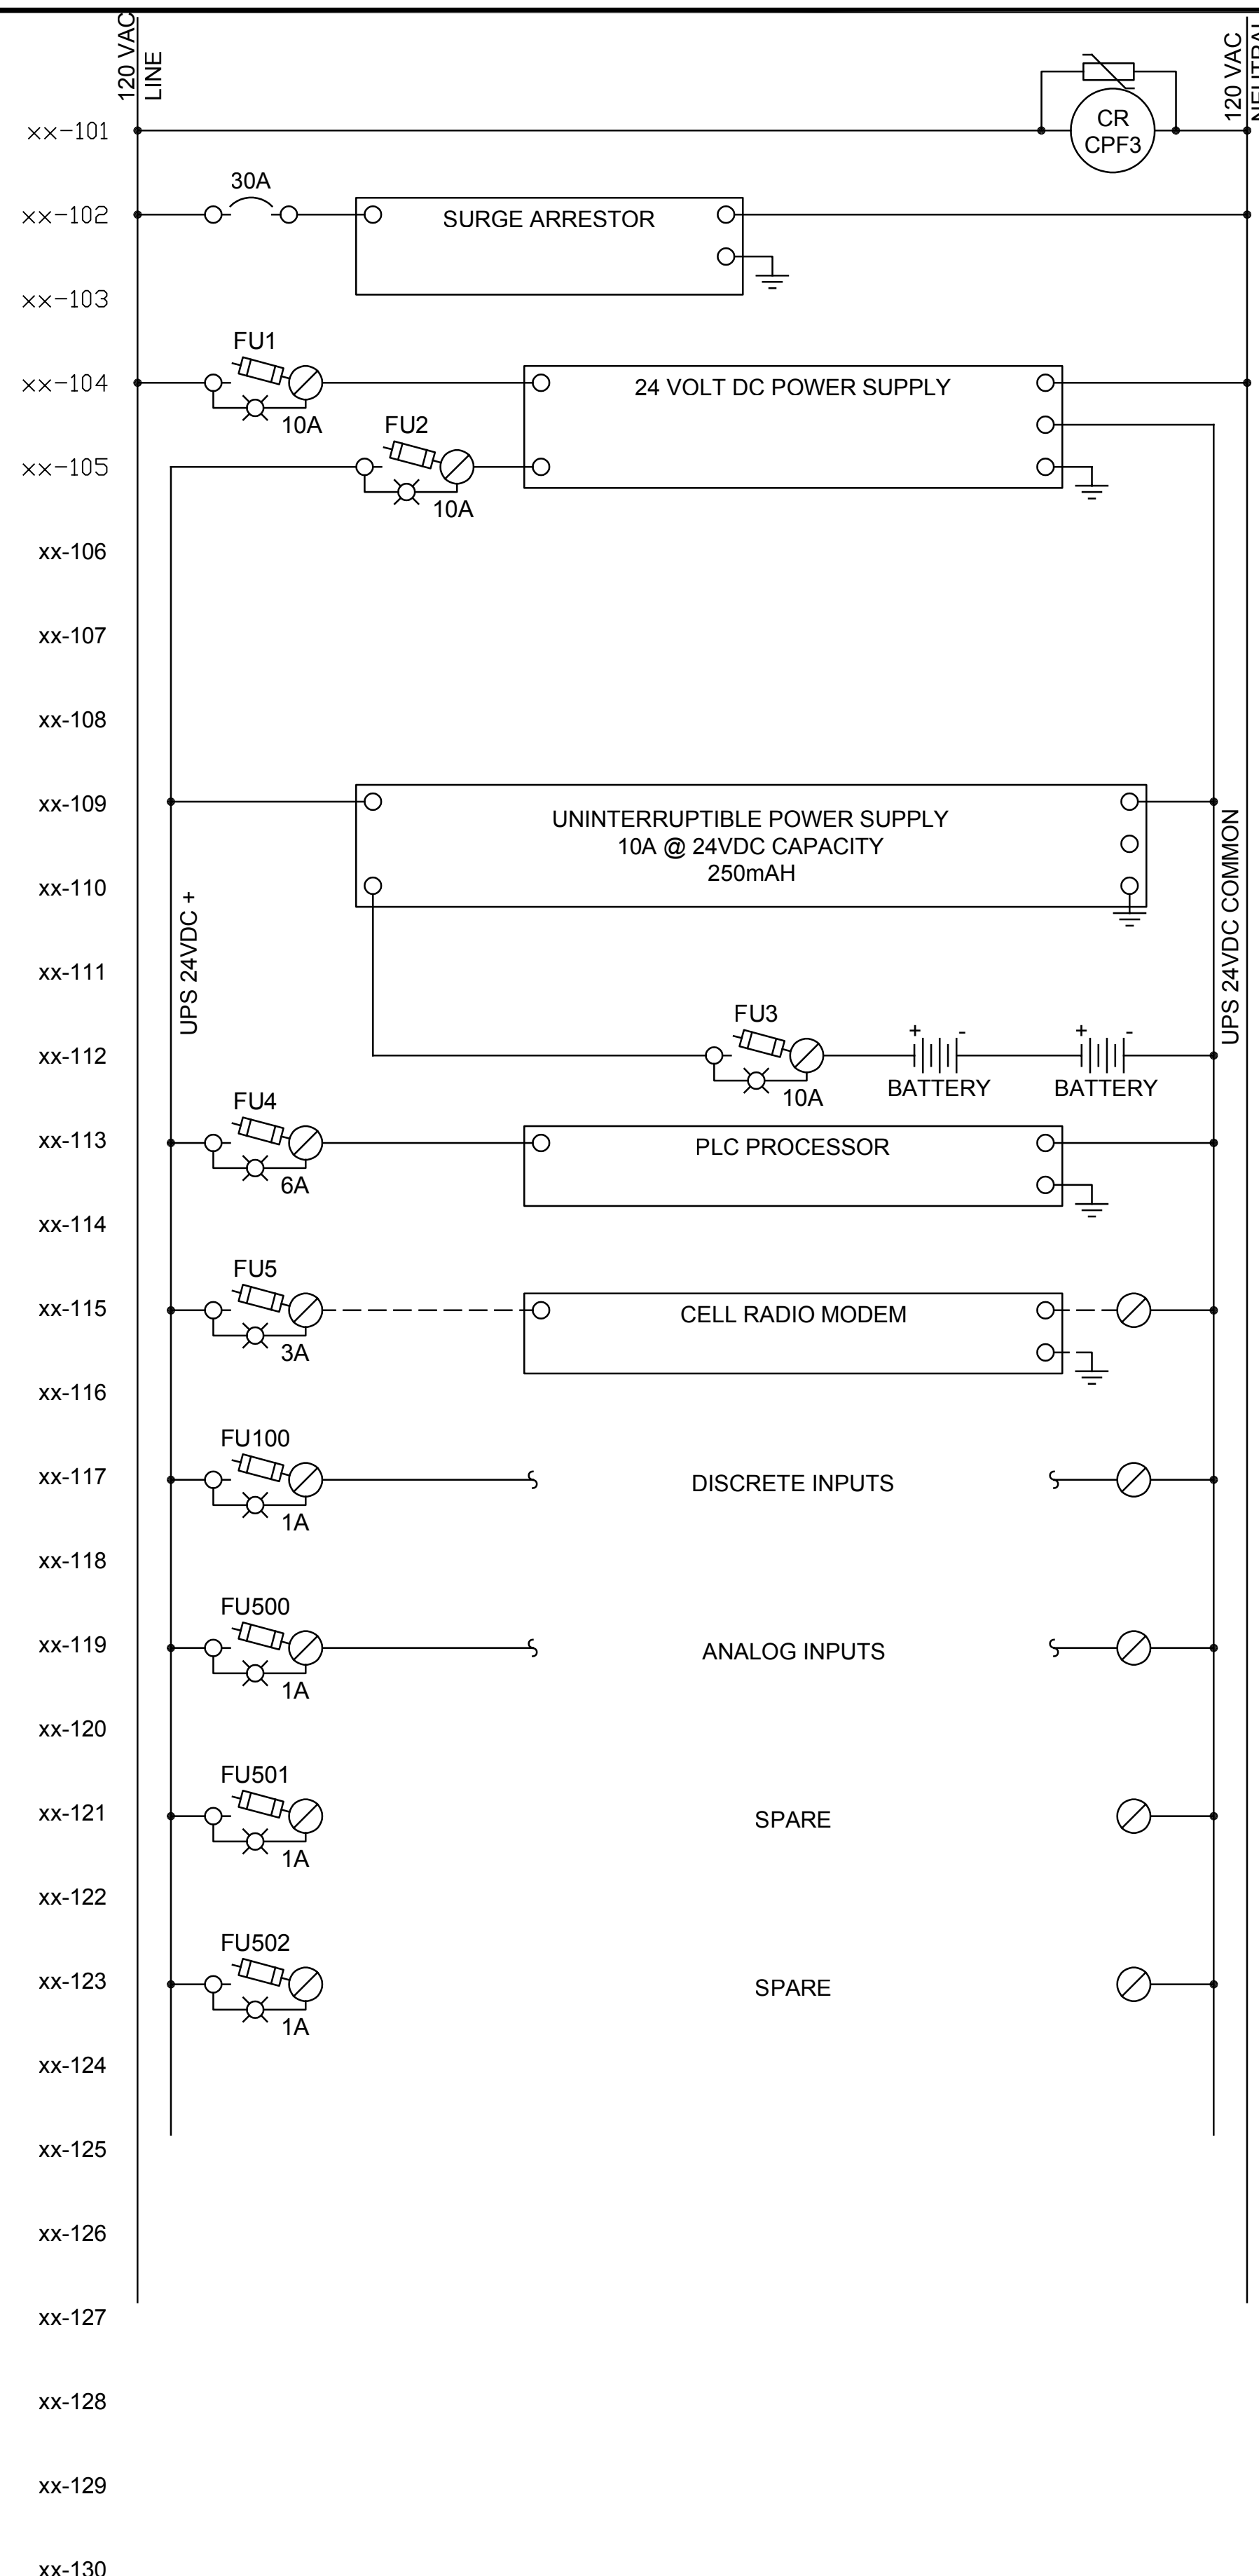 120 VAC
LINE
120 VAC
NEUTRAL
xx-101
CR
CPF3
30A
xx-102
SURGE ARRESTOR
xx-103
FU1
xx-104
24 VOLT DC POWER SUPPLY
10A
FU2
xx-105
10A
xx-106
xx-107
xx-108
xx-109
UNINTERRUPTIBLE POWER SUPPLY
10A @ 24VDC CAPACITY
250mAH
xx-110
UPS 24VDC +
UPS 24VDC COMMON
xx-111
FU3
+ -
+ -
xx-112
10A
BATTERY
BATTERY
FU4
xx-113
PLC PROCESSOR
6A
xx-114
FU5
xx-115
CELL RADIO MODEM
3A
xx-116
FU100
xx-117
DISCRETE INPUTS
1A
xx-118
FU500
xx-119
ANALOG INPUTS
1A
xx-120
FU501
xx-121
SPARE
1A
xx-122
FU502
xx-123
SPARE
1A
xx-124
xx-125
xx-126
xx-127
xx-128
xx-129
xx-130